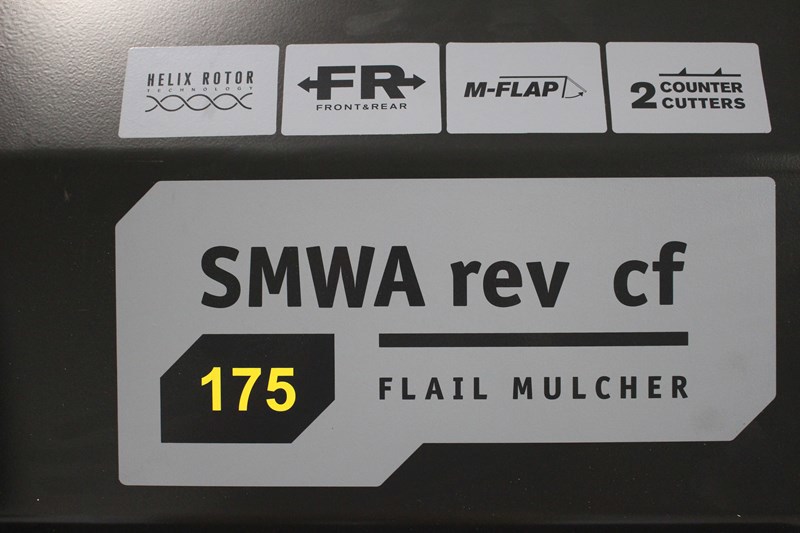 HELIX ROTOR
TECHNOLOGY
FR
FRONT&REAR
M-FLAP
2 COUNTER
CUTTERS
SMWA rev cf
175
FLAIL MULCHER